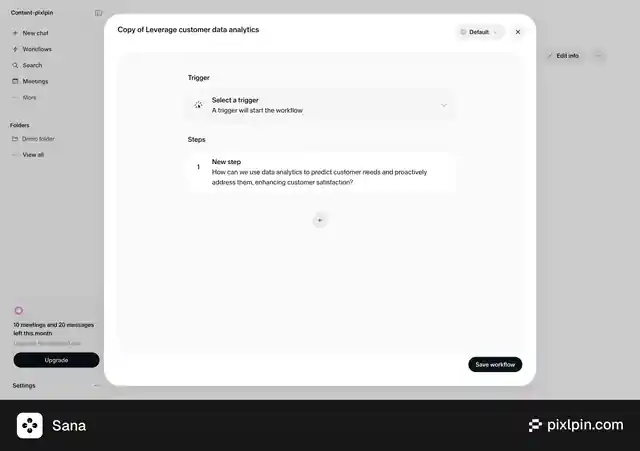 Content-pixlpin
New chat
Workflows
Search
Meetings
More
Folders
Demo folder
View all
10 meetings and 20 messages
left this month
Upgrade
Settings
Copy of Leverage customer data analytics
Default
Edit info
Trigger
Select a trigger
A trigger will start the workflow
Steps
1
New step
How can we use data analytics to predict customer needs and proactively
address them, enhancing customer satisfaction?
Save workflow
Sana
pixlpin.com